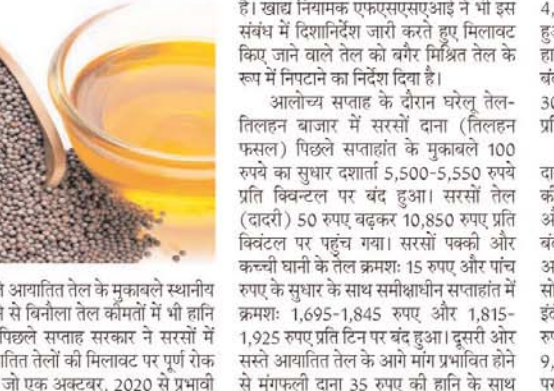 आयातित तेल के मुकाबले स्थानीय
से बिनौला तेल कीमतों में भी हानि
पिछले सप्ताह सरकार ने सरसों में
तेलों की मिलावट पर पूर्ण रोक
जो एक अक्टूबर, 2020 से प्रभावी
है। खाद्य नियामक एफएसएसएआई ने भी इस
संबंध में दिशानिर्देश जारी करते हुए मिलावट
किए जाने वाले तेल को बगैर मिश्रित तेल के
रूप में निपटाने का निर्देश दिया है।
आलोच्य सप्ताह के दौरान घरेलू तेल-
तिलहन बाजार में सरसों दाना (तिलहन
फसल) पिछले सप्ताहांत के मुकाबले 100
रुपये का सुधार दशार्ता 5,500-5,550 रुपये
प्रति क्विन्टल पर बंद हुआ। सरसों तेल
(दादरी) 50 रुपए बढ़कर 10,850 रुपए प्रति
क्विंटल पर पहुंच गया। सरसों पक्की और
कच्ची घानी के तेल क्रमशः 15 रुपए और पांच
रुपए के सुधार के साथ समीक्षाधीन सप्ताहांत में
क्रमशः 1,695-1,845 रुपए और 1,815-
1,925 रुपए प्रति टिन पर बंद हुआ। दूसरी ओर
सस्ते आयातित तेल के आगे मांग प्रभावित होने
से मूंगफली दाना 35 रुपए की हानि के साथ